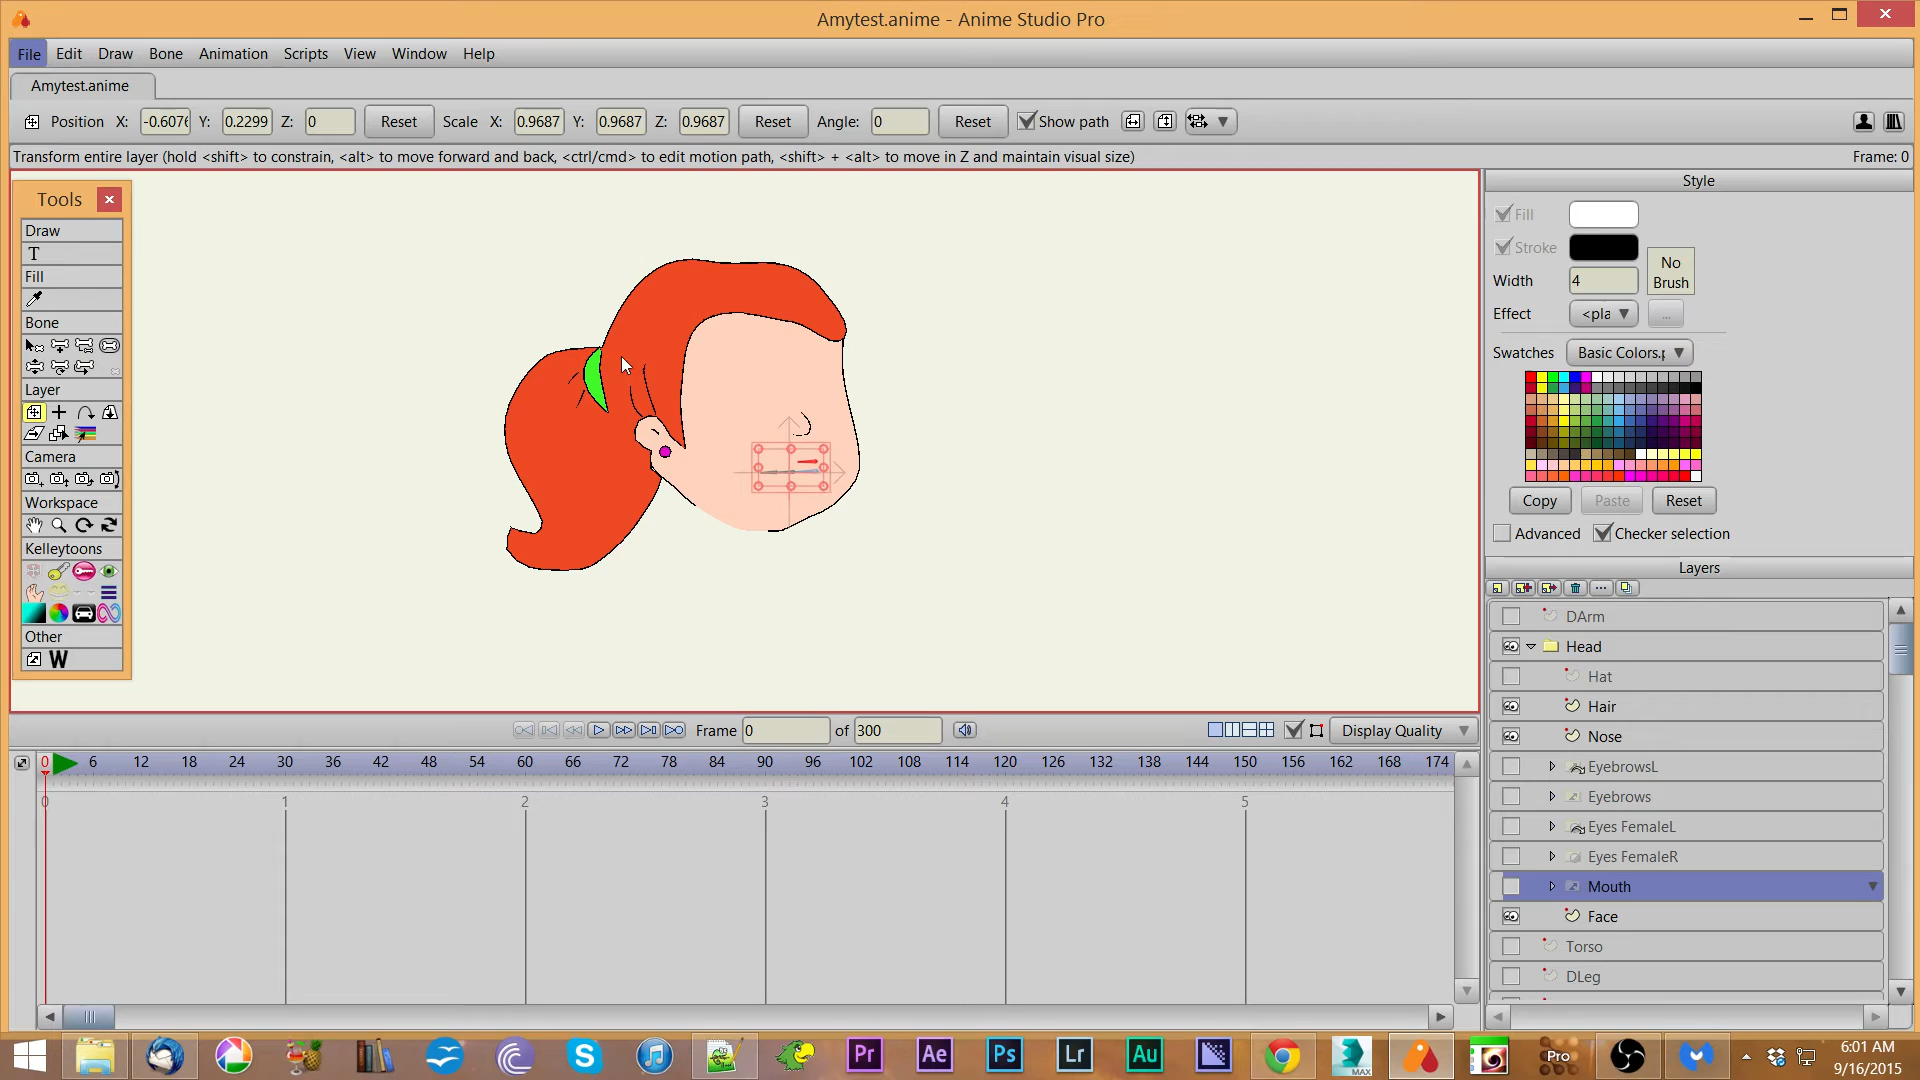 Amytest.anime - Anime Studio Pro
File Edit Draw Bone Animation Scripts View Window Help
Amytest.anime
Position X: -0.6076 Y: 0.2299 Z: 0 Reset Scale X: 0.9687 Y: 0.9687 Z: 0.9687 Reset Angle: 0 Reset Show path
Transform entire layer (hold <shift> to constrain, <alt> to move forward and back, <ctrl/cmd> to edit motion path, <shift> + <alt> to move in Z and maintain visual size) Frame: 0
Tools
Draw
T
Fill
Bone
Layer
Camera
Workspace
Kelleytoons
Other
W
Style
Fill
Stroke
Width 4
No
Brush
Effect <pla ...
Swatches Basic Colors.p
Copy Paste Reset
Advanced Checker selection
Layers
DArm
Head
Hat
Hair
Nose
EyebrowsL
Eyebrows
Eyes FemaleL
Eyes FemaleR
Mouth
Face
Torso
DLeg
Frame 0 of 300 Display Quality
0 6 12 18 24 30 36 42 48 54 60 66 72 78 84 90 96 102 108 114 120 126 132 138 144 150 156 162 168 174
0 1 2 3 4 5
S Pr Ae Ps Lr Au MAX Pro
6:01 AM
9/16/2015